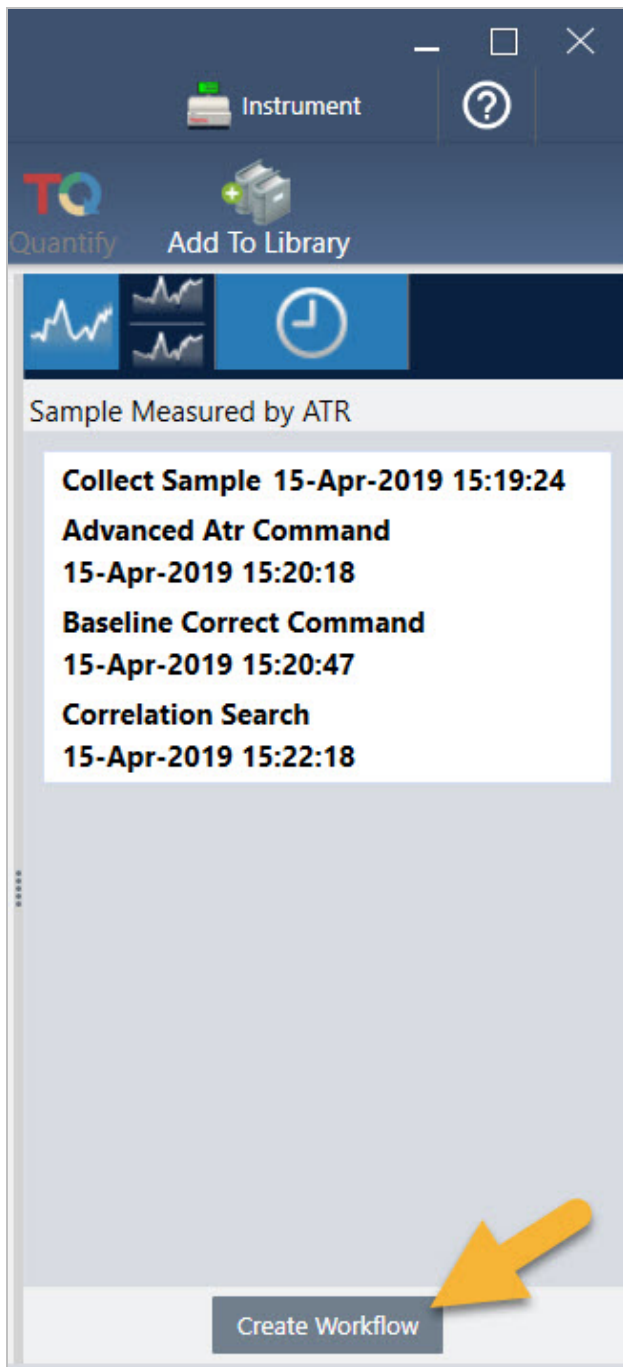 Instrument
TQ
Quantify
Add To Library
Sample Measured by ATR
Collect Sample 15-Apr-2019 15:19:24
Advanced Atr Command
15-Apr-2019 15:20:18
Baseline Correct Command
15-Apr-2019 15:20:47
Correlation Search
15-Apr-2019 15:22:18
Create Workflow